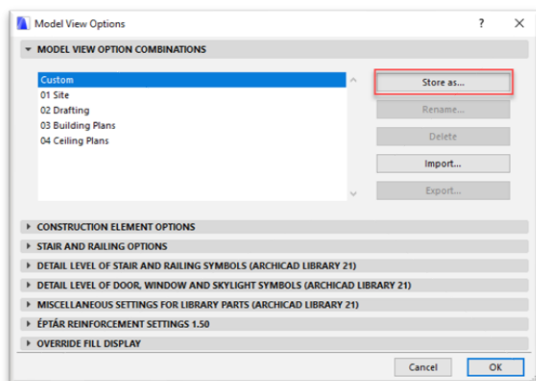 Model View Options
MODEL VIEW OPTION COMBINATIONS
Custom
01 Site
02 Drafting
03 Building Plans
04 Ceiling Plans
Store as...
Rename...
Delete
Import...
Export...
CONSTRUCTION ELEMENT OPTIONS
STAIR AND RAILING OPTIONS
DETAIL LEVEL OF STAIR AND RAILING SYMBOLS (ARCHICAD LIBRARY 21)
DETAIL LEVEL OF DOOR, WINDOW AND SKYLIGHT SYMBOLS (ARCHICAD LIBRARY 21)
MISCELLANEOUS SETTINGS FOR LIBRARY PARTS (ARCHICAD LIBRARY 21)
ÉPTÁR REINFORCEMENT SETTINGS 1.50
OVERRIDE FILL DISPLAY
Cancel
OK